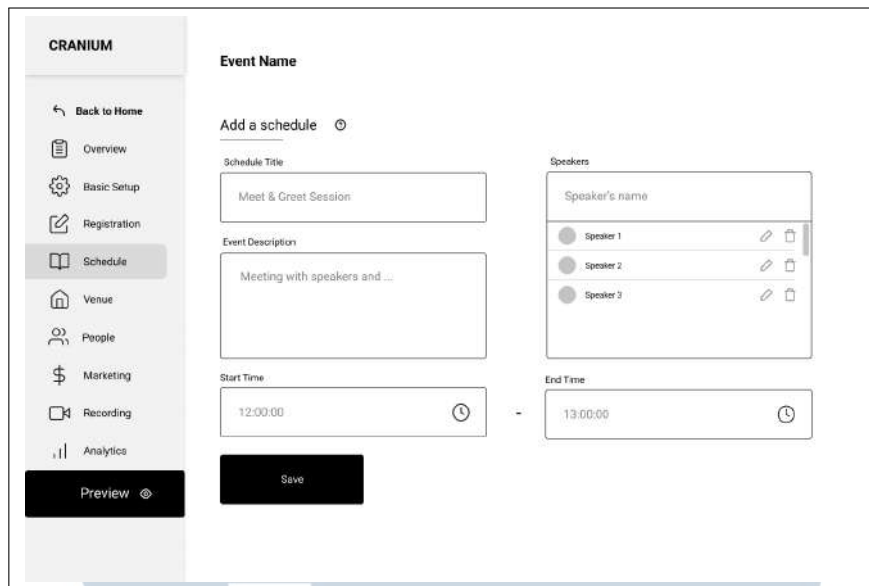 CRANIUM
Back to Home
Overview
Basic Setup
Registration
Schedule
Venue
People
Marketing
Recording
Analytics
Preview
Event Name
Add a schedule
Schedule Title
Meet & Greet Session
Event Description
Meeting with speakers and ...
Speakers
Speaker's name
Speaker 1
Speaker 2
Speaker 3
Start Time
12:00:00
-
End Time
13:00:00
Save